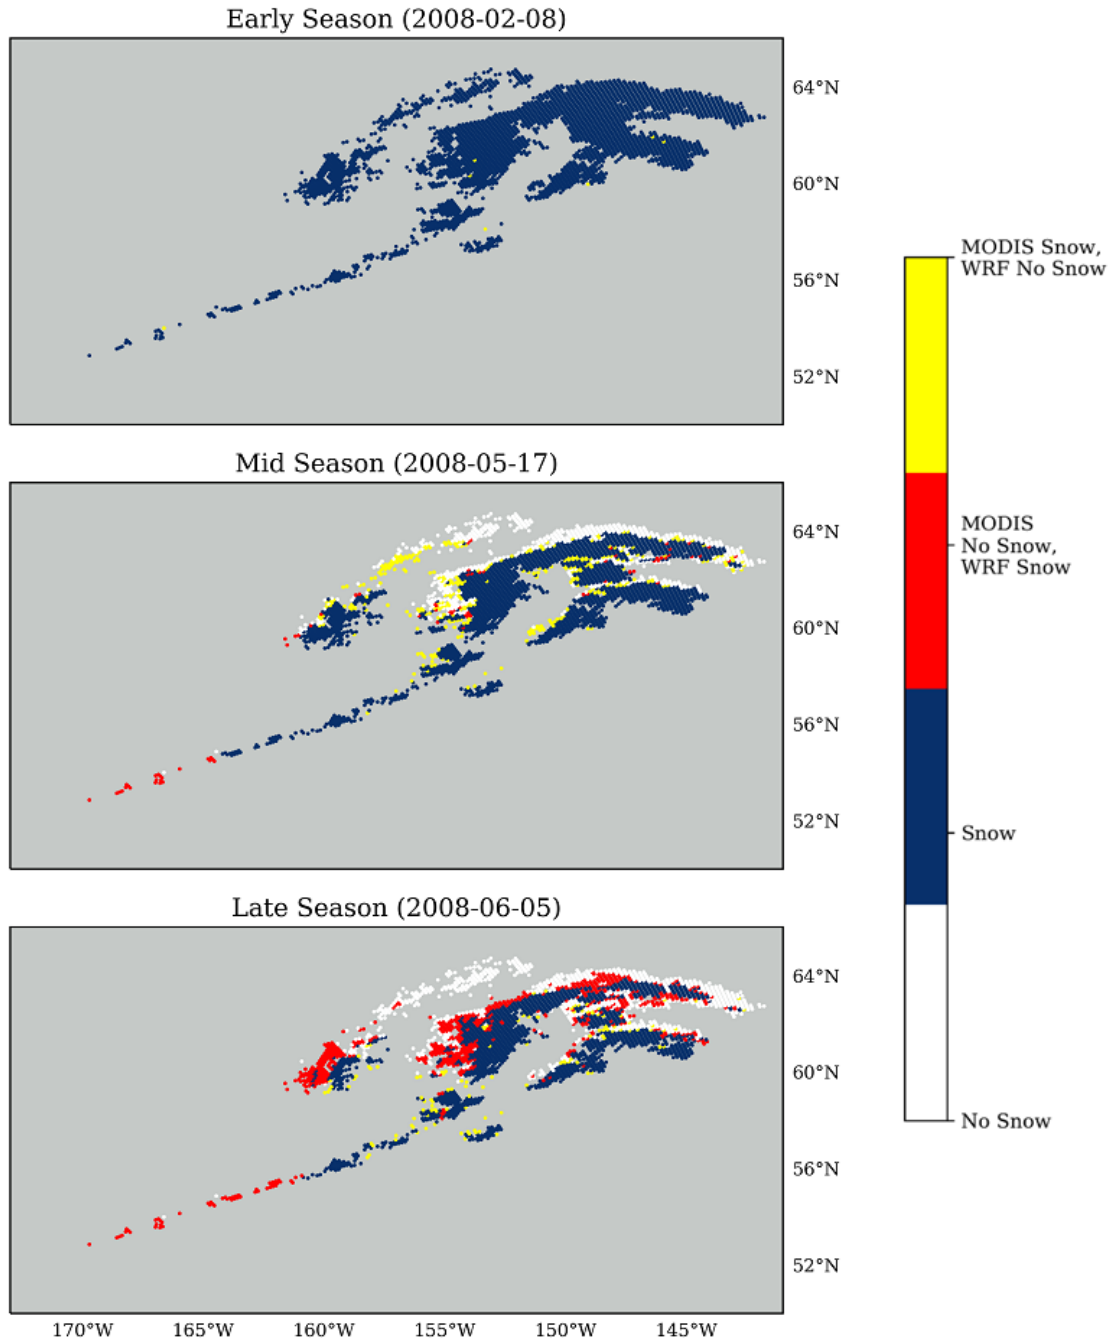 Early Season (2008-02-08)
64°N
60°N
56°N
52°N
Mid Season (2008-05-17)
64°N
60°N
56°N
52°N
Late Season (2008-06-05)
64°N
60°N
56°N
52°N
170°W 165°W 160°W 155°W 150°W 145°W
MODIS Snow,
WRF No Snow
MODIS
No Snow,
WRF Snow
Snow
No Snow